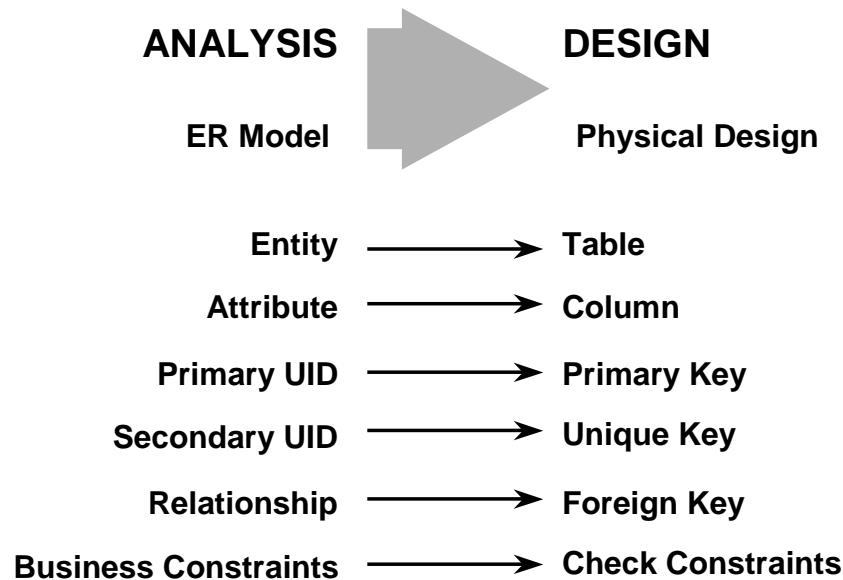 ANALYSIS DESIGN
ER Model Physical Design
Entity Table
Attribute Column
Primary UID Primary Key
Secondary UID Unique Key
Relationship Foreign Key
Business Constraints Check Constraints